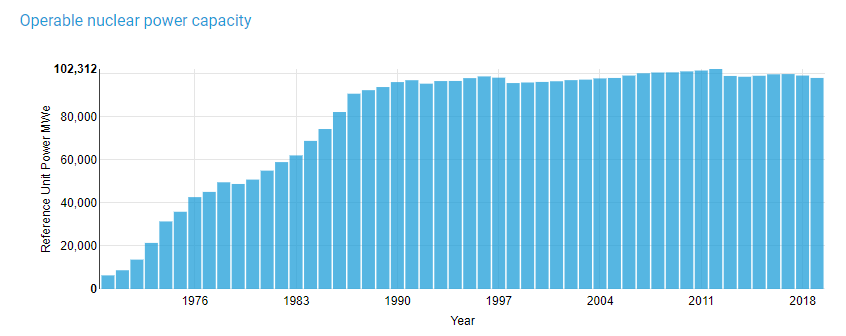 Operable nuclear power capacity
102,312
80,000
60,000
40,000
20,000
0
Reference Unit Power MWe
1976 1983 1990 1997 2004 2011 2018
Year